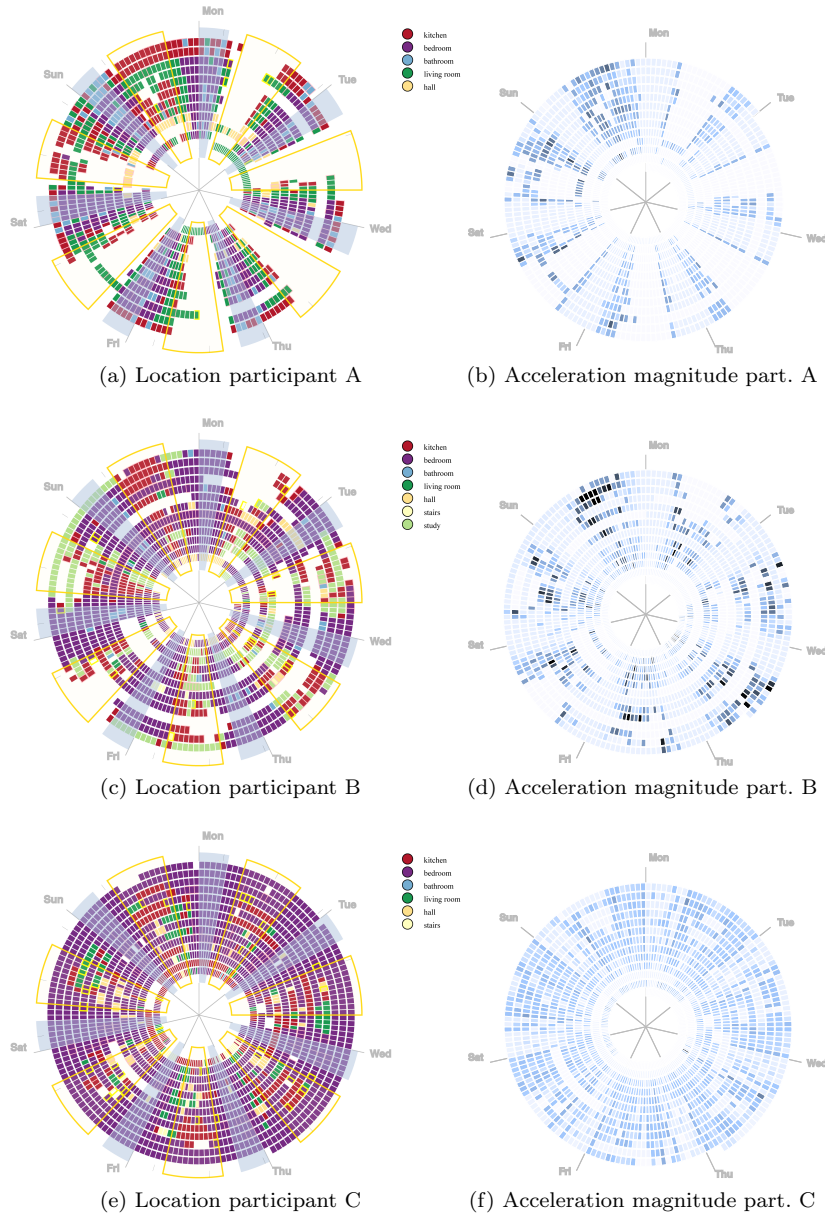 Mon
Tue
Wed
Thu
Fri
Sat
Sun
kitchen
bedroom
bathroom
living room
hall
Mon
Tue
Wed
Thu
Fri
Sat
Sun
(a) Location participant A
(b) Acceleration magnitude part. A
Mon
Tue
Wed
Thu
Fri
Sat
Sun
kitchen
bedroom
bathroom
living room
hall
stairs
study
Mon
Tue
Wed
Thu
Fri
Sat
Sun
(c) Location participant B
(d) Acceleration magnitude part. B
Mon
Tue
Wed
Thu
Fri
Sat
Sun
kitchen
bedroom
bathroom
living room
hall
stairs
Mon
Tue
Wed
Thu
Fri
Sat
Sun
(e) Location participant C
(f) Acceleration magnitude part. C